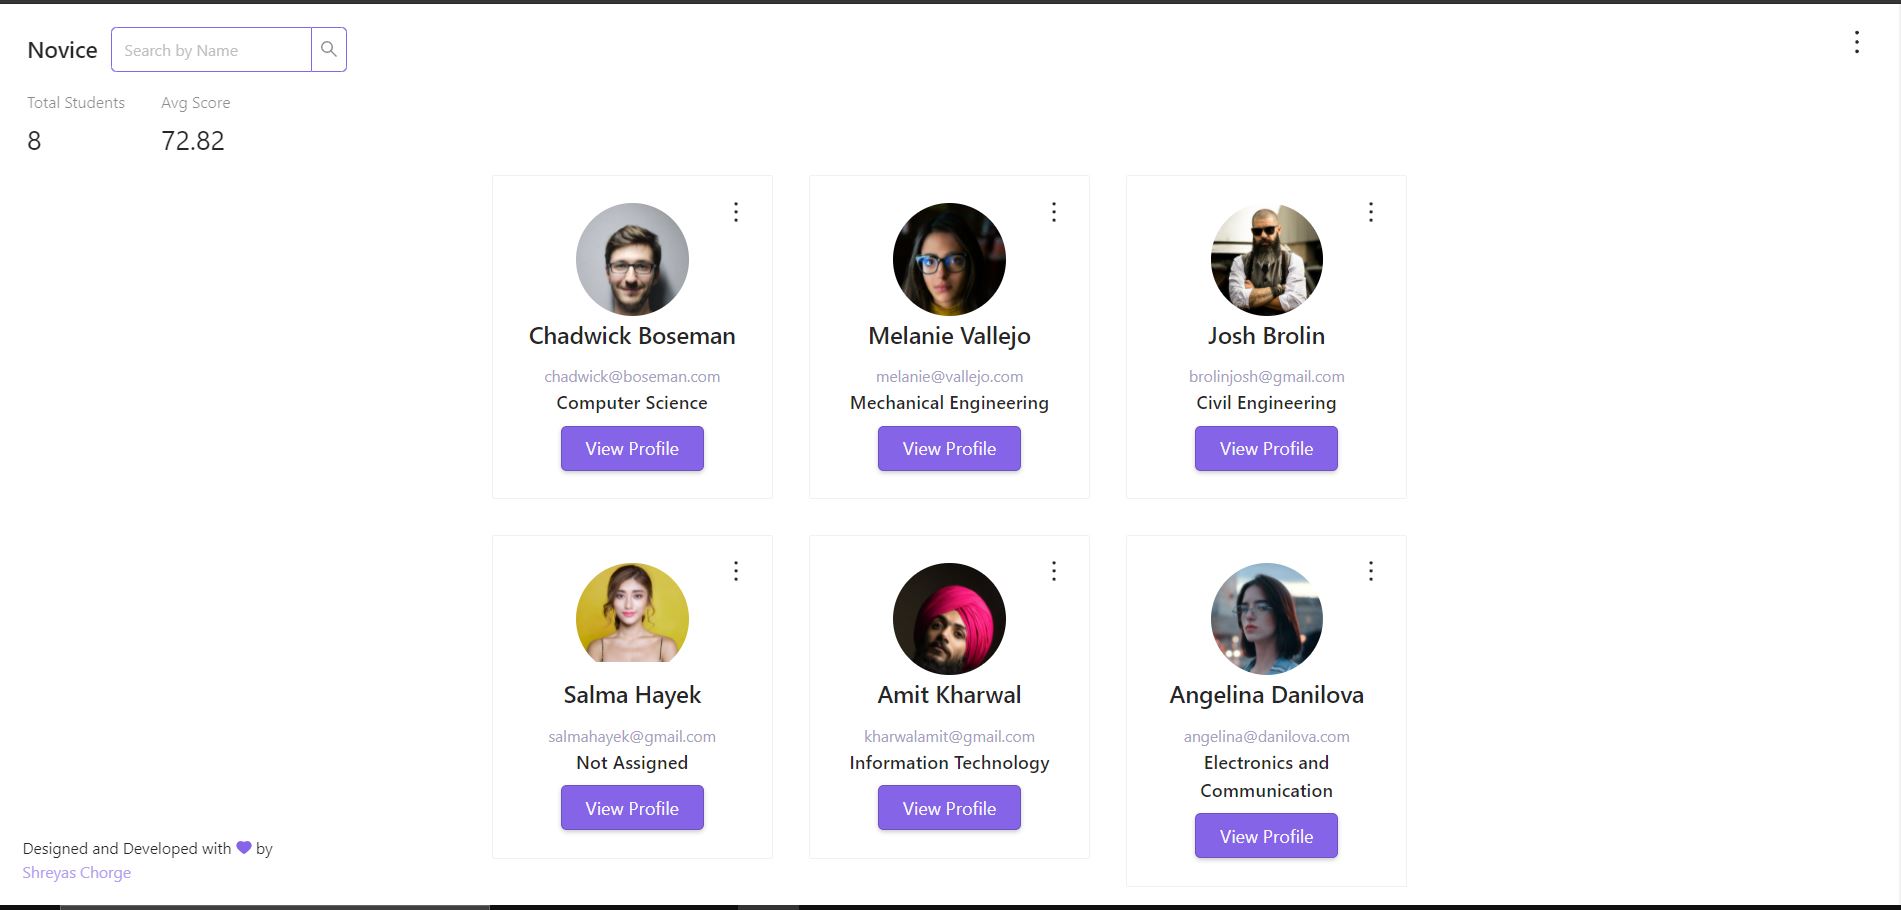 Novice
Search by Name
Total Students
Avg Score
8
72.82
Chadwick Boseman
chadwick@boseman.com
Computer Science
View Profile
Melanie Vallejo
melanie@vallejo.com
Mechanical Engineering
View Profile
Josh Brolin
brolinjosh@gmail.com
Civil Engineering
View Profile
Salma Hayek
salmahayek@gmail.com
Not Assigned
View Profile
Amit Kharwal
kharwalamit@gmail.com
Information Technology
View Profile
Angelina Danilova
angelina@danilova.com
Electronics and
Communication
View Profile
Designed and Developed with 💜 by
Shreyas Chorge